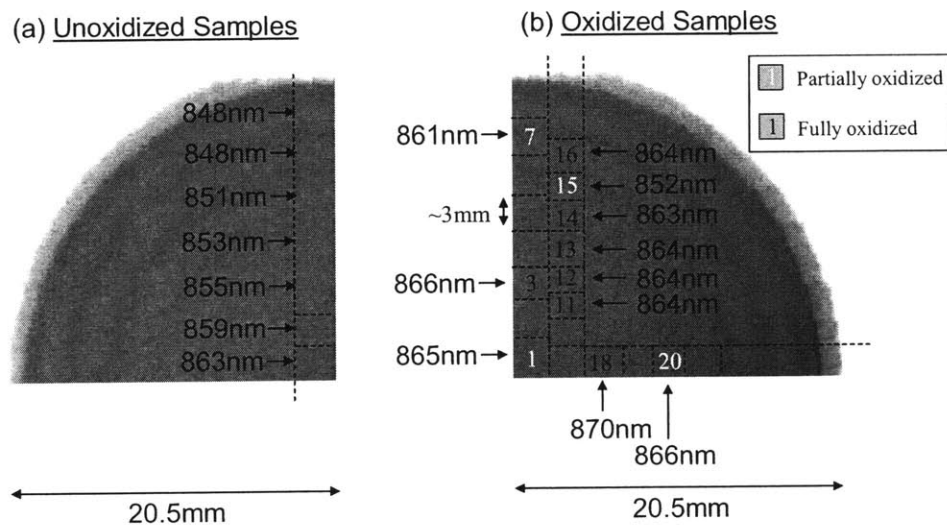 (a) Unoxidized Samples
848nm
848nm
851nm
853nm
855nm
859nm
863nm
20.5mm
(b) Oxidized Samples
1 Partially oxidized
1 Fully oxidized
861nm
7
16
864nm
15
852nm
~3mm
14
863nm
13
864nm
866nm
3
12
864nm
11
864nm
865nm
1
18
20
870nm
866nm
20.5mm